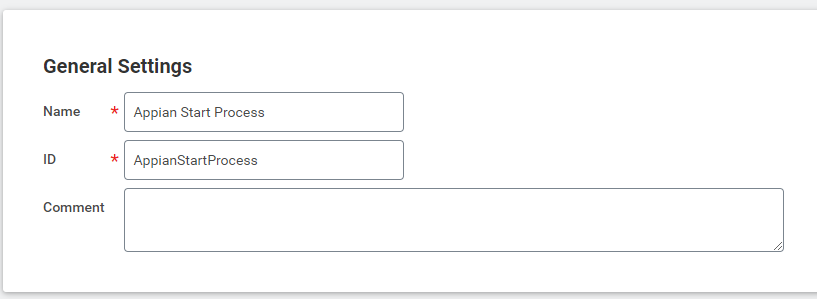 General Settings
Name * Appian Start Process
ID * AppianStartProcess
Comment